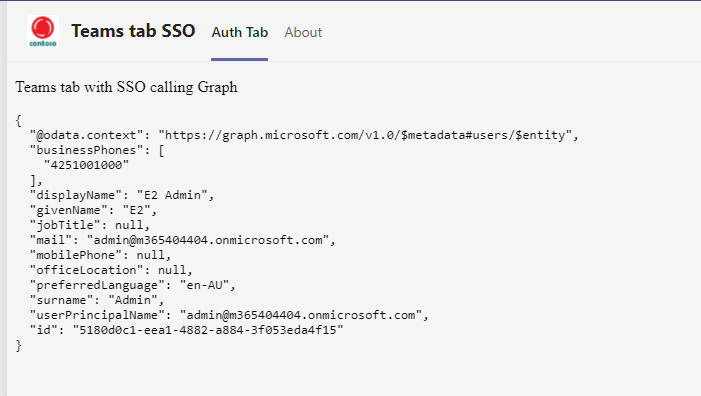 contoso
Teams tab SSO Auth Tab About
Teams tab with SSO calling Graph
{
"@odata.context": "https://graph.microsoft.com/v1.0/$metadata#users/$entity",
"businessPhones": [
"4251001000"
],
"displayName": "E2 Admin",
"givenName": "E2",
"jobTitle": null,
"mail": "admin@m365404404.onmicrosoft.com",
"mobilePhone": null,
"officeLocation": null,
"preferredLanguage": "en-AU",
"surname": "Admin",
"userPrincipalName": "admin@m365404404.onmicrosoft.com",
"id": "5180d0c1-eea1-4882-a884-3f053eda4f15"
}